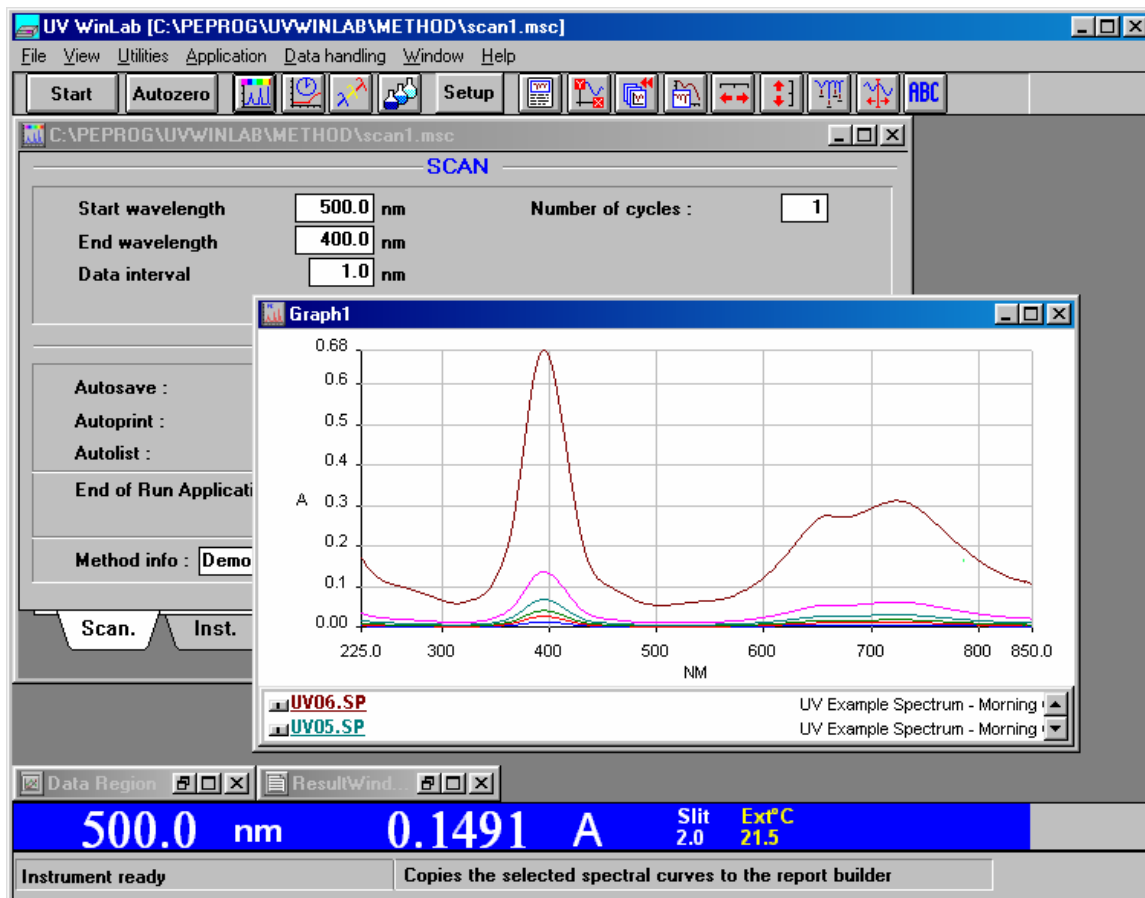 UV WinLab [C:\PEPROG\UVWINLAB\METHOD\scan1.msc]
File View Utilities Application Data handling Window Help
Start Autozero Setup ABC
C:\PEPROG\UVWINLAB\METHOD\scan1.msc
SCAN
Start wavelength 500.0 nm Number of cycles : 1
End wavelength 400.0 nm
Data interval 1.0 nm
Autosave :
Autoprint :
Autolist :
End of Run Applicati
Method info : Demo
Scan. Inst.
Graph1
0.68
0.6
0.5
0.4
A 0.3
0.2
0.1
0.00
225.0 300 400 500 600 700 800 850.0
NM
UV06.SP UV Example Spectrum - Morning
UV05.SP UV Example Spectrum - Morning
Data Region ResultWind...
500.0 nm 0.1491 A Slit Ext°C
2.0 21.5
Instrument ready Copies the selected spectral curves to the report builder